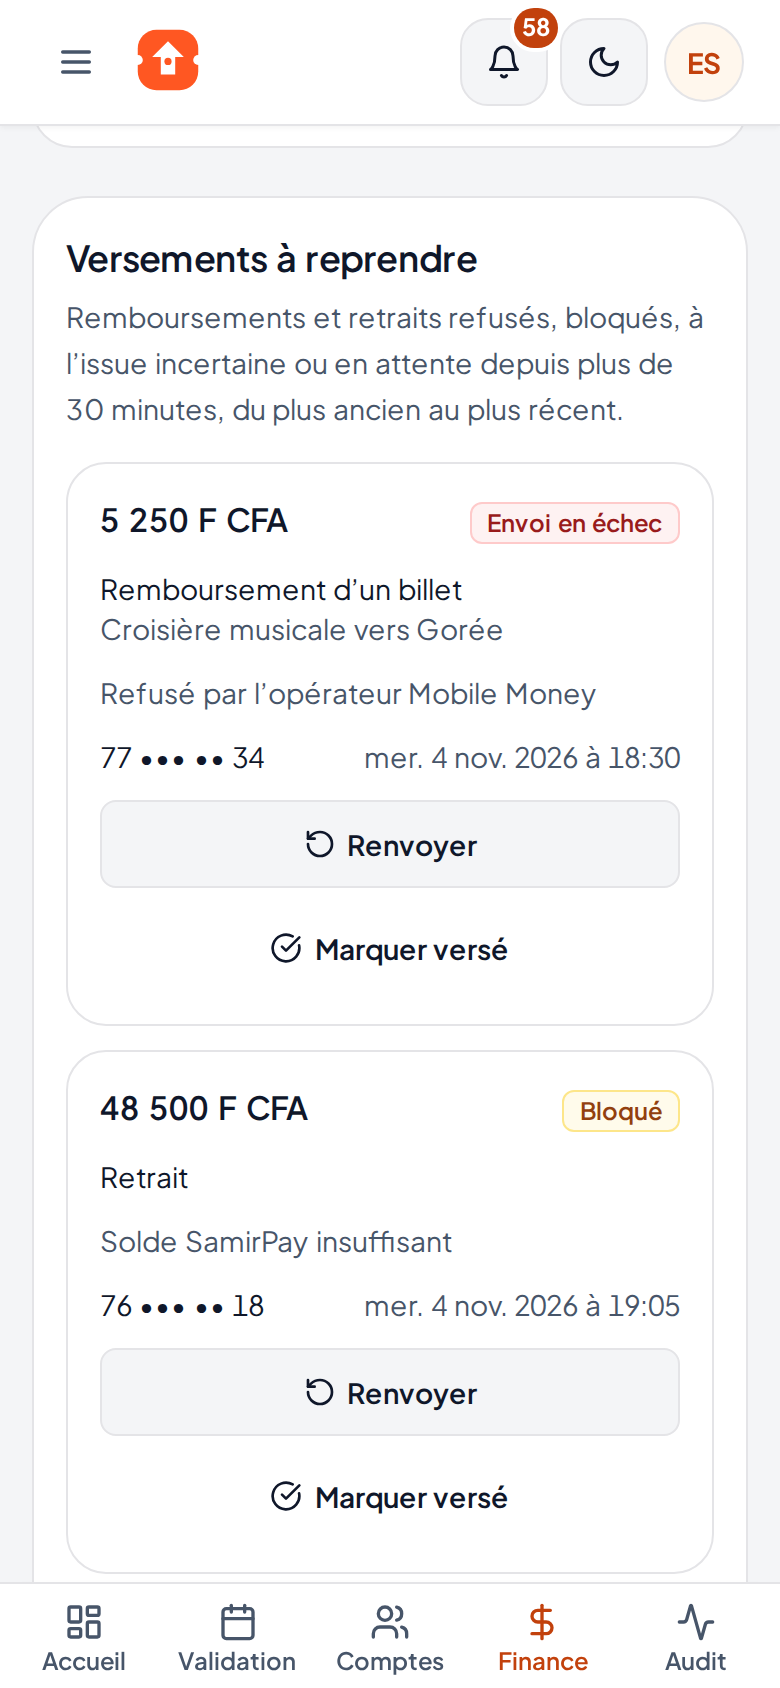 58
ES
Versements à reprendre
Remboursements et retraits refusés, bloqués, à
l’issue incertaine ou en attente depuis plus de
30 minutes, du plus ancien au plus récent.
5 250 F CFA
Envoi en échec
Remboursement d’un billet
Croisière musicale vers Gorée
Refusé par l’opérateur Mobile Money
77 ••• •• 34
mer. 4 nov. 2026 à 18:30
Renvoyer
Marquer versé
48 500 F CFA
Bloqué
Retrait
Solde SamirPay insuffisant
76 ••• •• 18
mer. 4 nov. 2026 à 19:05
Renvoyer
Marquer versé
Accueil
Validation
Comptes
Finance
Audit